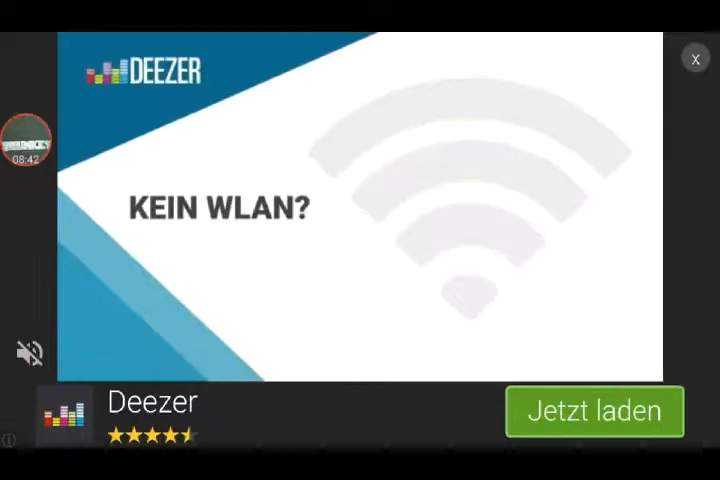 DEEZER
X
08:42
KEIN WLAN?
Deezer
Jetzt laden